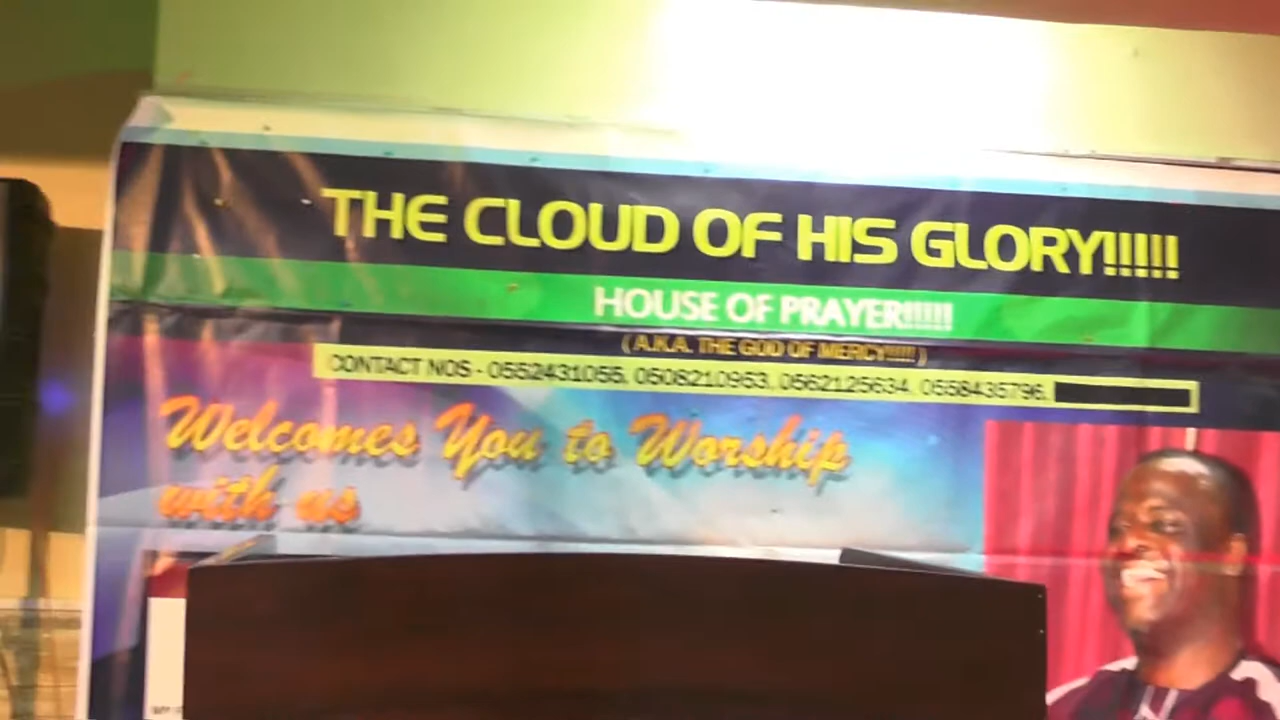 THE CLOUD OF HIS GLORY!!!!!
HOUSE OF PRAYER!!!!!
( A.K.A. THE GOD OF MERCY!!!!! )
CONTACT NOS - 0552431055, 0508210953, 0562125634, 0558435796,
Welcomes You to Worship
with us